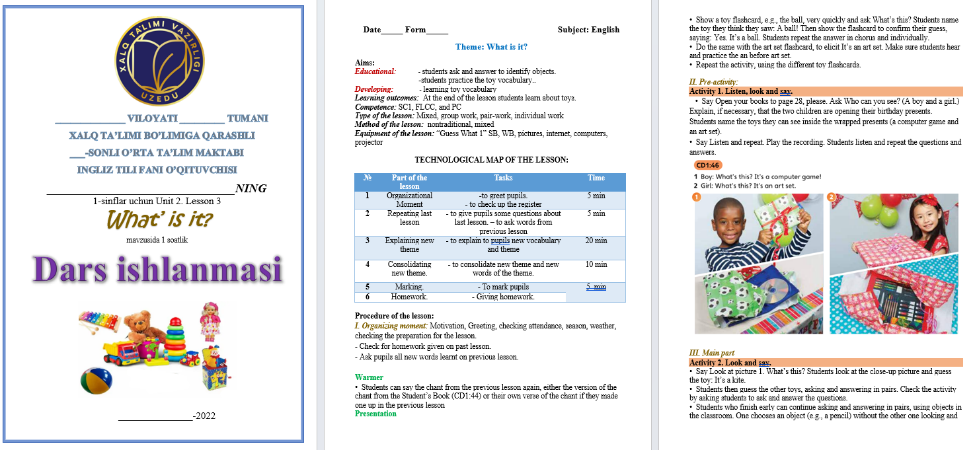 XALQ TA'LIMI VAZIRLIGI
UZEDU
____________ VILOYATI _________ TUMANI
XALQ TA'LIMI BO'LIMIGA QARASHLI
___-SONLI O'RTA TA'LIM MAKTABI
INGLIZ TILI FANI O'QITUVCHISI
____________________________NING
1-sinflar uchun Unit 2. Lesson 3
What' is it?
mavzusida 1 soatlik
Dars ishlanmasi
_______________-2022
Date_____ Form_____ Subject: English
Theme: What is it?
Aims:
Educational: - students ask and answer to identify objects.
-students practice the toy vocabulary..
Developing: - learning toy vocabulary
Learning outcomes: At the end of the lesson students learn about toys.
Competence: SC1, FLCC, and PC
Type of the lesson: Mixed, group work, pair-work, individual work
Method of the lesson: nontraditional, mixed
Equipment of the lesson: "Guess What 1" SB, WB, pictures, internet, computers,
projector
TECHNOLOGICAL MAP OF THE LESSON:
№ Part of the lesson Tasks Time
1 Organizational Moment -to greet pupils. - to check up the register 5 min
2 Repeating last lesson - to give pupils some questions about last lesson. – to ask words from previous lesson 5 min
3 Explaining new theme - to explain to pupils new vocabulary and theme 20 min
4 Consolidating new theme. - to consolidate new theme and new words of the theme. 10 min
5 Marking. - To mark pupils 5 min
6 Homework. - Giving homework.
Procedure of the lesson:
I. Organizing moment: Motivation, Greeting, checking attendance, season, weather,
checking the preparation for the lesson.
- Check for homework given on past lesson.
- Ask pupils all new words learnt on previous lesson.
Warmer
• Students can say the chant from the previous lesson again, either the version of the
chant from the Student's Book (CD1:44) or their own verse of the chant if they made
one up in the previous lesson
Presentation
• Show a toy flashcard, e.g., the ball, very quickly and ask What's this? Students name
the toy they think they saw: A ball! Then show the flashcard to confirm their guess,
saying: Yes. It's a ball. Students repeat the answer in chorus and individually.
• Do the same with the art set flashcard, to elicit It's an art set. Make sure students hear
and practice the an before art set.
• Repeat the activity, using the different toy flashcards.
II. Pre-activity:
Activity 1. Listen, look and say.
• Say Open your books to page 28, please. Ask Who can you see? (A boy and a girl.)
Explain, if necessary, that the two children are opening their birthday presents.
Students name the toys they can see inside the wrapped presents (a computer game and
an art set).
• Say Listen and repeat. Play the recording. Students listen and repeat the questions and
answers.
CD1:46
1 Boy: What's this? It's a computer game!
2 Girl: What's this? It's an art set.
1
2
III. Main part
Activity 2. Look and say.
• Say Look at picture 1. What's this? Students look at the close-up picture and guess
the toy: It's a kite.
• Students then guess the other toys, asking and answering in pairs. Check the activity
by asking students to ask and answer the questions.
• Students who finish early can continue asking and answering in pairs, using objects in
the classroom. One chooses an object (e.g., a pencil) without the other one looking and